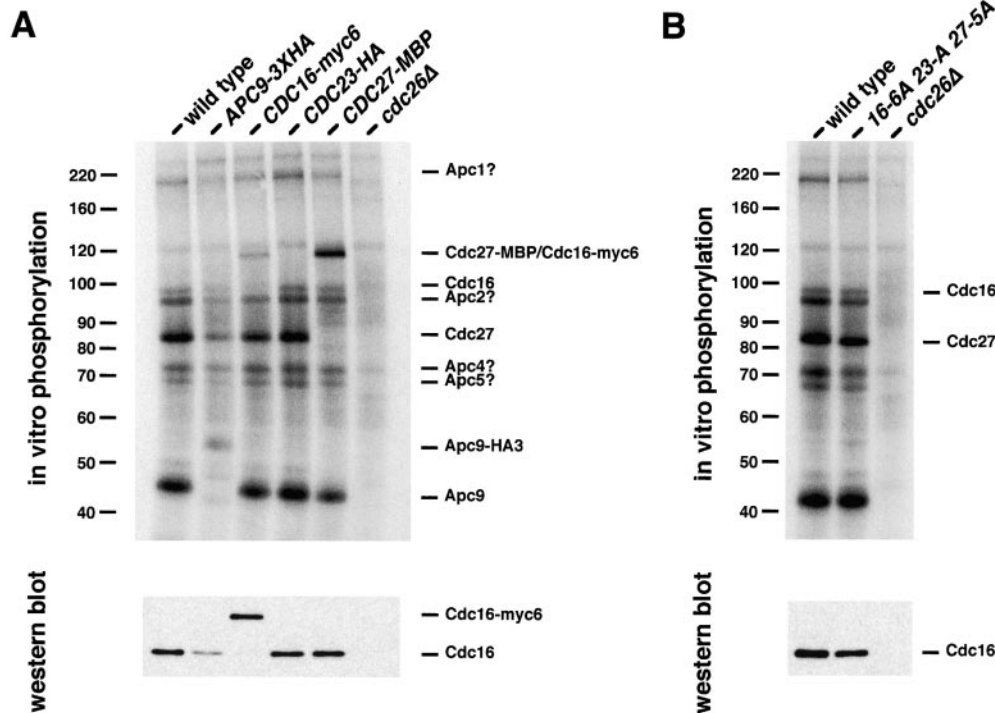 A
wild type
APC9-3XHA
CDC16-myc6
CDC23-HA
CDC27-MBP
cdc26Δ
in vitro phosphorylation
220
160
120
100
90
80
70
60
50
40
Apc1?
Cdc27-MBP/Cdc16-myc6
Cdc16
Apc2?
Cdc27
Apc4?
Apc5?
Apc9-HA3
Apc9
western blot
Cdc16-myc6
Cdc16
B
wild type
16-6A 23-A 27-5A
cdc26Δ
in vitro phosphorylation
220
160
120
100
90
80
70
60
50
40
Cdc16
Cdc27
western blot
Cdc16